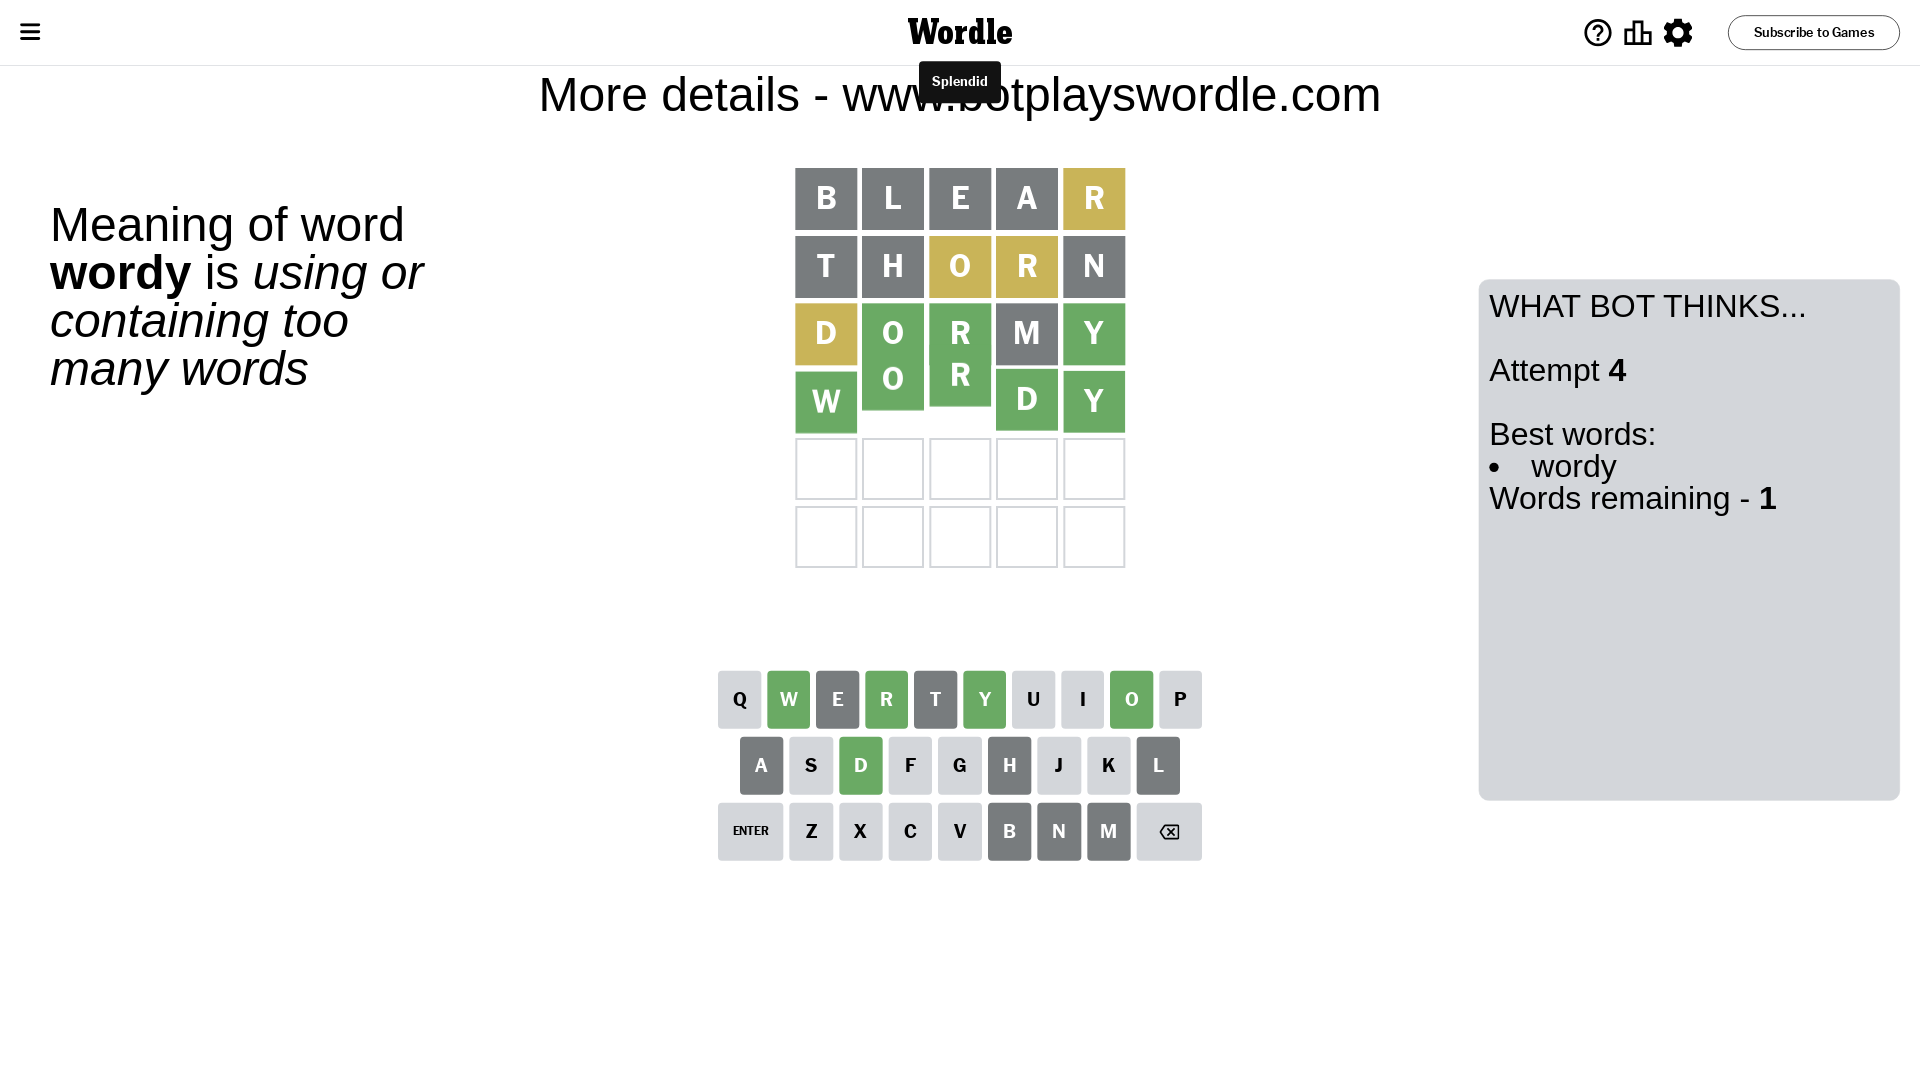 Wordle
Subscribe to Games
Splendid
More details - www.botplayswordle.com
Meaning of word
wordy is using or
containing too
many words
B L E A R
T H O R N
D O R M Y
W O R D Y
WHAT BOT THINKS...
Attempt 4
Best words:
• wordy
Words remaining - 1
Q W E R T Y U I O P
A S D F G H J K L
ENTER Z X C V B N M